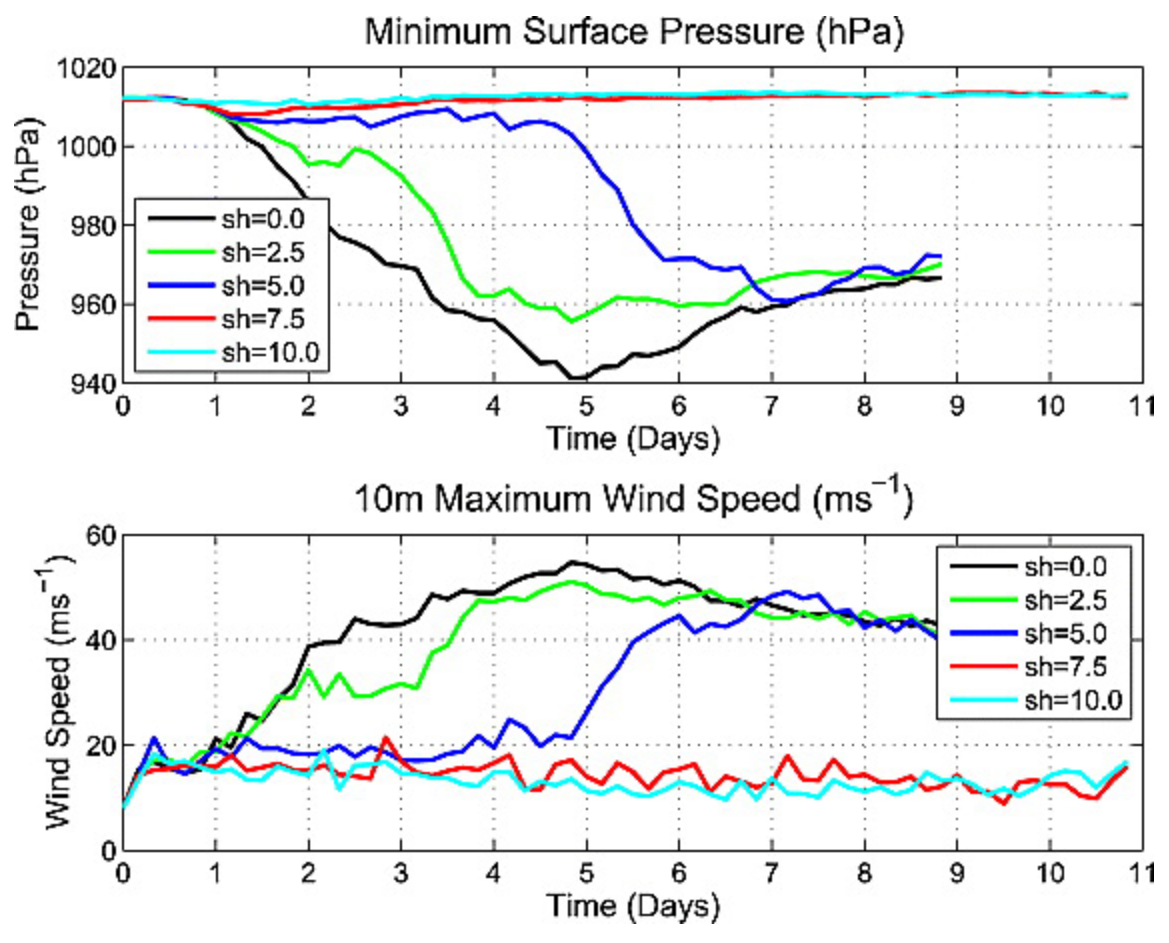 Minimum Surface Pressure (hPa)
Pressure (hPa)
1020
1000
980
960
940
sh=0.0
sh=2.5
sh=5.0
sh=7.5
sh=10.0
0 1 2 3 4 5 6 7 8 9 10 11
Time (Days)
10m Maximum Wind Speed (ms⁻¹)
Wind Speed (ms⁻¹)
60
40
20
0
sh=0.0
sh=2.5
sh=5.0
sh=7.5
sh=10.0
0 1 2 3 4 5 6 7 8 9 10 11
Time (Days)